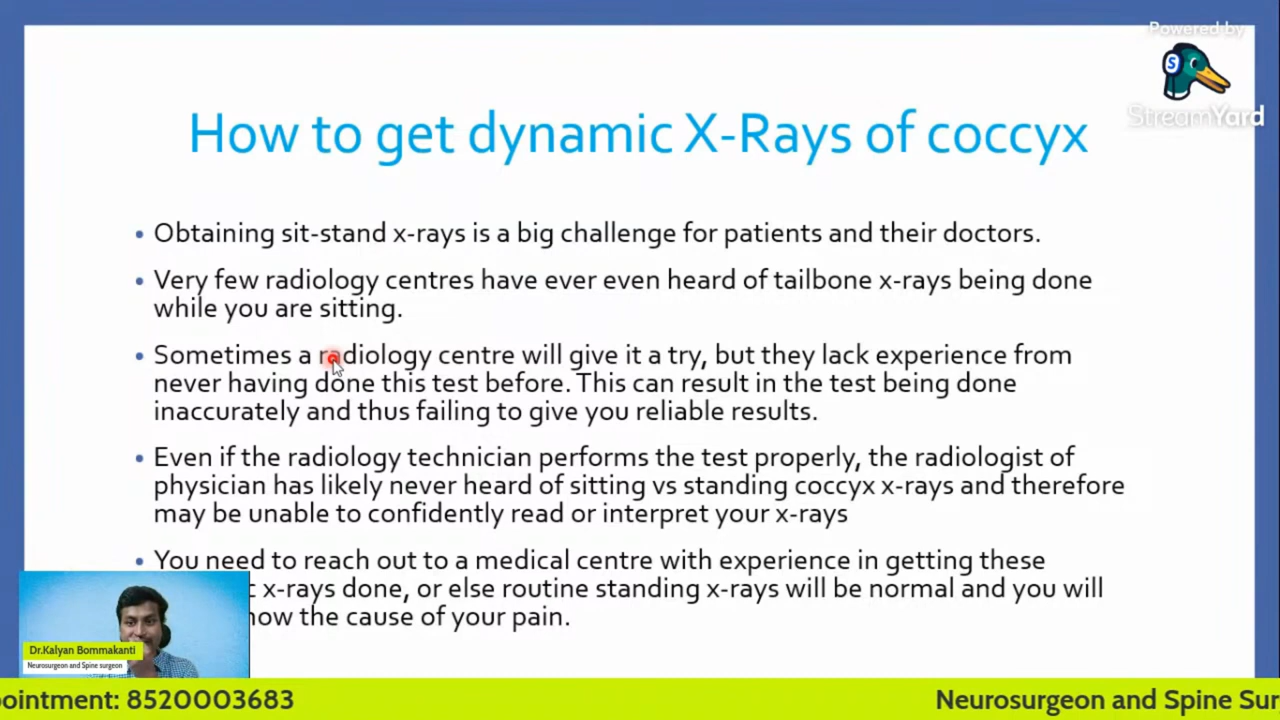 Powered by
S
StreamYard
How to get dynamic X-Rays of coccyx
• Obtaining sit-stand x-rays is a big challenge for patients and their doctors.
• Very few radiology centres have ever even heard of tailbone x-rays being done
while you are sitting.
• Sometimes a radiology centre will give it a try, but they lack experience from
never having done this test before. This can result in the test being done
inaccurately and thus failing to give you reliable results.
• Even if the radiology technician performs the test properly, the radiologist of
physician has likely never heard of sitting vs standing coccyx x-rays and therefore
may be unable to confidently read or interpret your x-rays
• You need to reach out to a medical centre with experience in getting these
c x-rays done, or else routine standing x-rays will be normal and you will
now the cause of your pain.
Dr.Kalyan Bommakanti
Neurosurgeon and Spine surgeon
ointment: 8520003683
Neurosurgeon and Spine Sur